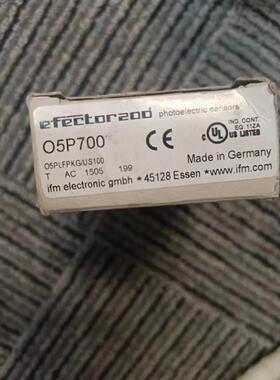 efector200 photoelectric sensors
O5P700
O5PLFPKG/US100
T AC 1505 199
CE
c UL US LISTED
IND. CONT. EQ 11ZA
Made in Germany
ifm electronic gmbh * 45128 Essen * www.ifm.com